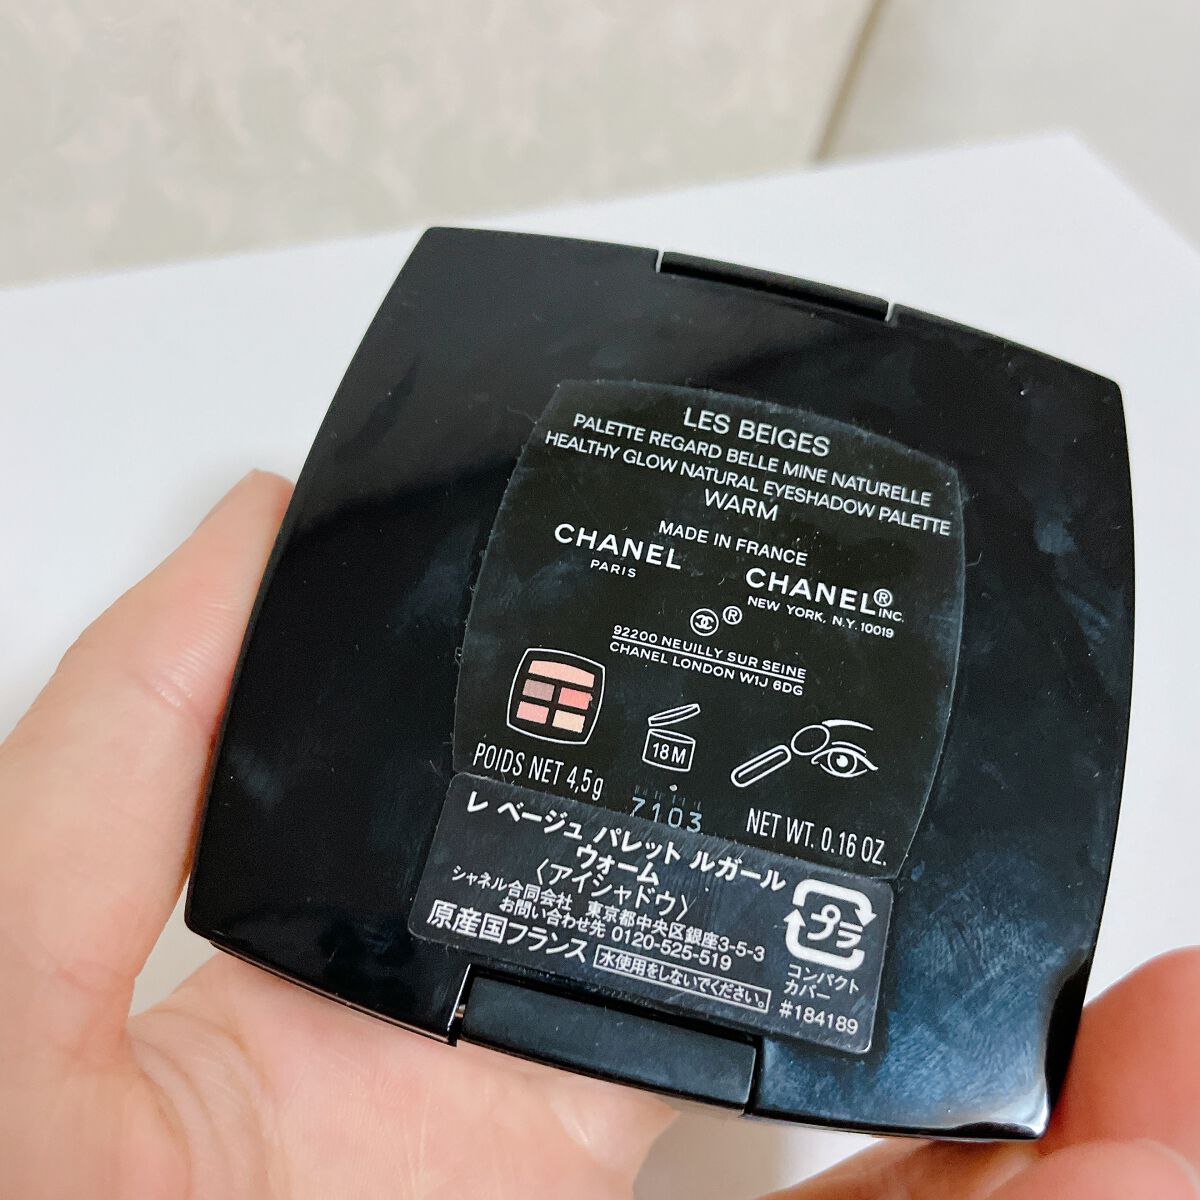 LES BEIGES
PALETTE REGARD BELLE MINE NATURELLE
HEALTHY GLOW NATURAL EYESHADOW PALETTE
WARM
MADE IN FRANCE
CHANEL
PARIS
CHANEL® INC.
NEW YORK, N.Y. 10019
®
92200 NEUILLY SUR SEINE
CHANEL LONDON W1J 6DG
18M
POIDS NET 4,5g
7103
NET WT. 0.16 OZ.
レ ベージュ パレット ルガール
ウォーム
〈アイシャドウ〉
シャネル合同会社 東京都中央区銀座3-5-3
お問い合わせ先 0120-525-519
原産国フランス 水使用をしないでください。
プラ
コンパクト
カバー
#184189